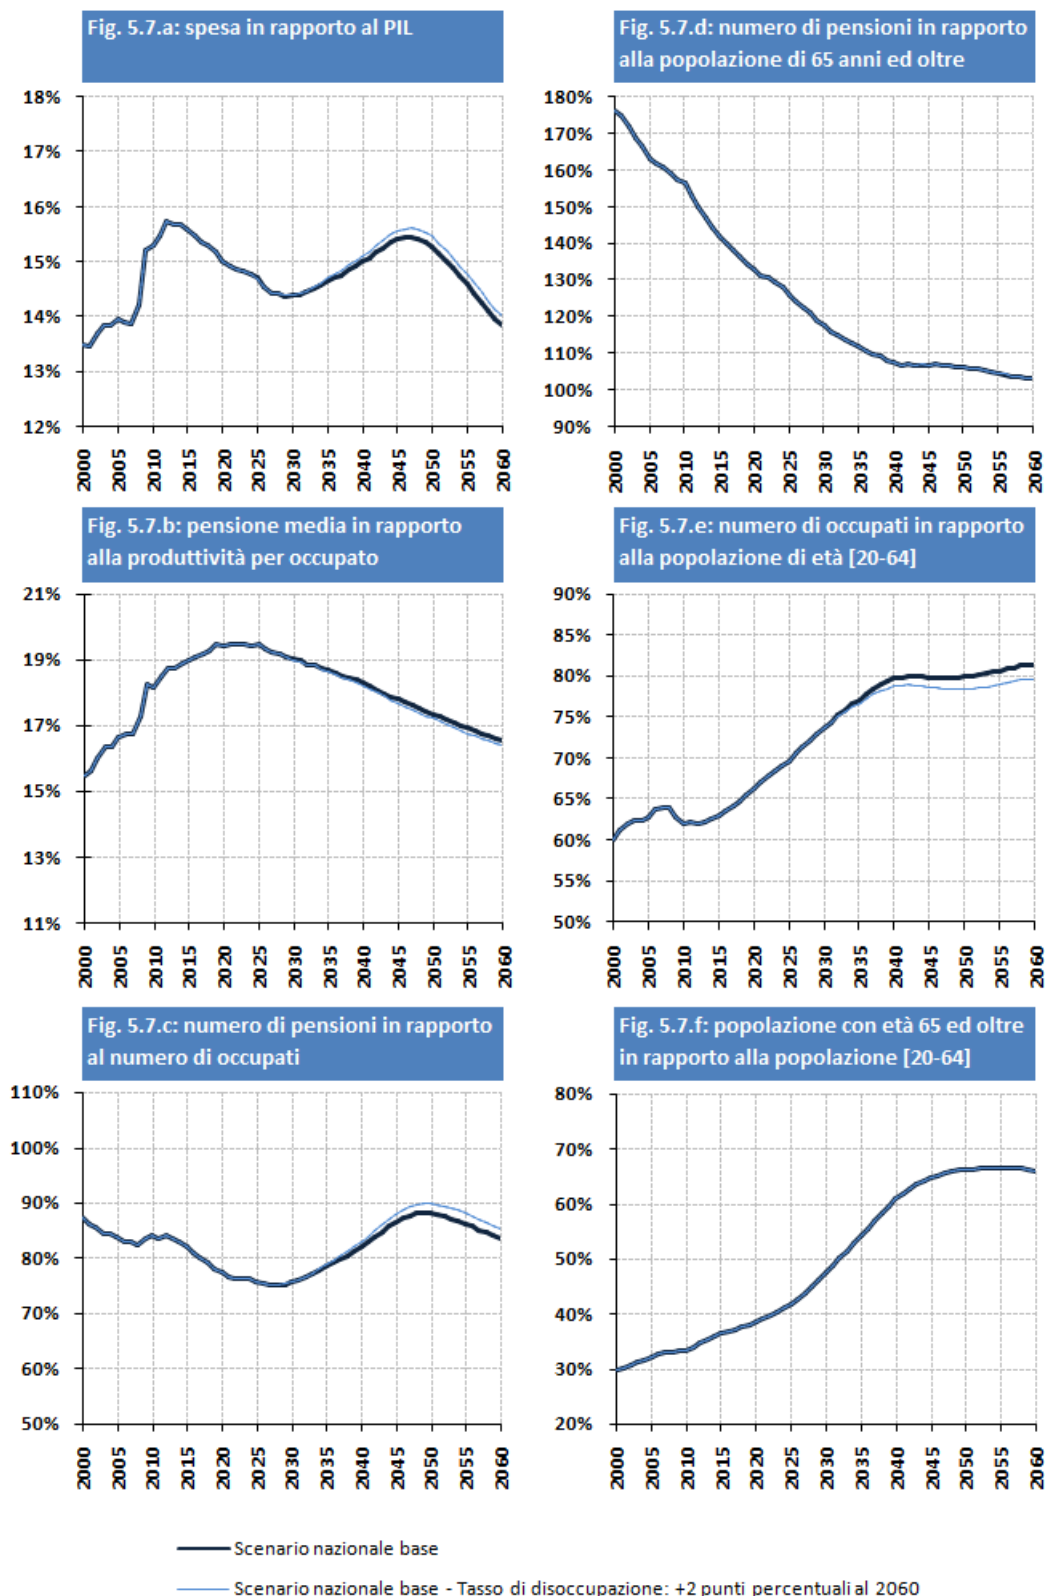 Fig. 5.7.a: spesa in rapporto al PIL
18%
17%
16%
15%
14%
13%
12%
2000 2005 2010 2015 2020 2025 2030 2035 2040 2045 2050 2055 2060
Fig. 5.7.d: numero di pensioni in rapporto
alla popolazione di 65 anni ed oltre
180%
170%
160%
150%
140%
130%
120%
110%
100%
90%
2000 2005 2010 2015 2020 2025 2030 2035 2040 2045 2050 2055 2060
Fig. 5.7.b: pensione media in rapporto
alla produttività per occupato
21%
19%
17%
15%
13%
11%
2000 2005 2010 2015 2020 2025 2030 2035 2040 2045 2050 2055 2060
Fig. 5.7.e: numero di occupati in rapporto
alla popolazione di età [20-64]
90%
85%
80%
75%
70%
65%
60%
55%
50%
2000 2005 2010 2015 2020 2025 2030 2035 2040 2045 2050 2055 2060
Fig. 5.7.c: numero di pensioni in rapporto
al numero di occupati
110%
100%
90%
80%
70%
60%
50%
2000 2005 2010 2015 2020 2025 2030 2035 2040 2045 2050 2055 2060
Fig. 5.7.f: popolazione con età 65 ed oltre
in rapporto alla popolazione [20-64]
80%
70%
60%
50%
40%
30%
20%
2000 2005 2010 2015 2020 2025 2030 2035 2040 2045 2050 2055 2060
Scenario nazionale base
Scenario nazionale base - Tasso di disoccupazione: +2 punti percentuali al 2060